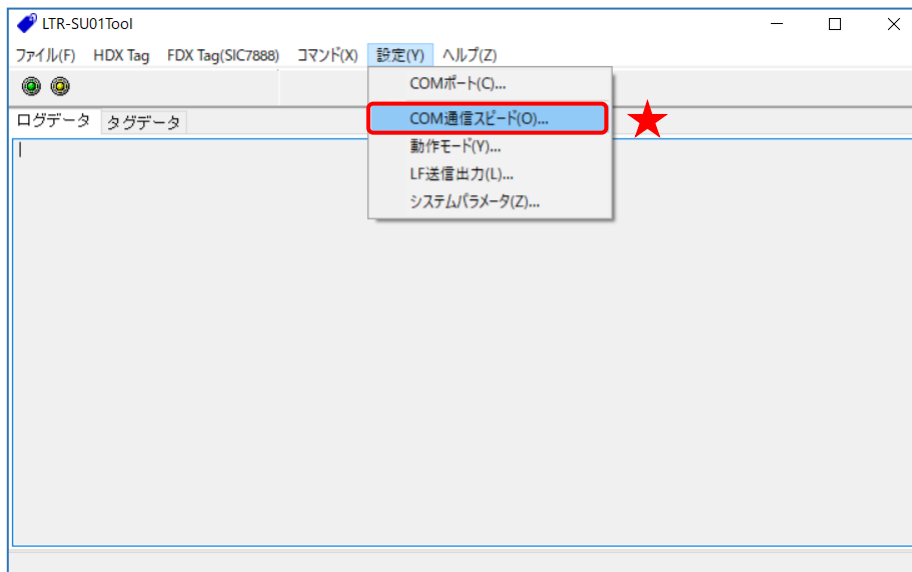 LTR-SU01Tool
ファイル(F) HDX Tag FDX Tag(SIC7888) コマンド(X) 設定(Y) ヘルプ(Z)
COMポート(C)...
ログデータ タグデータ
COM通信スピード(O)...
動作モード(Y)...
LF送信出力(L)...
システムパラメータ(Z)...